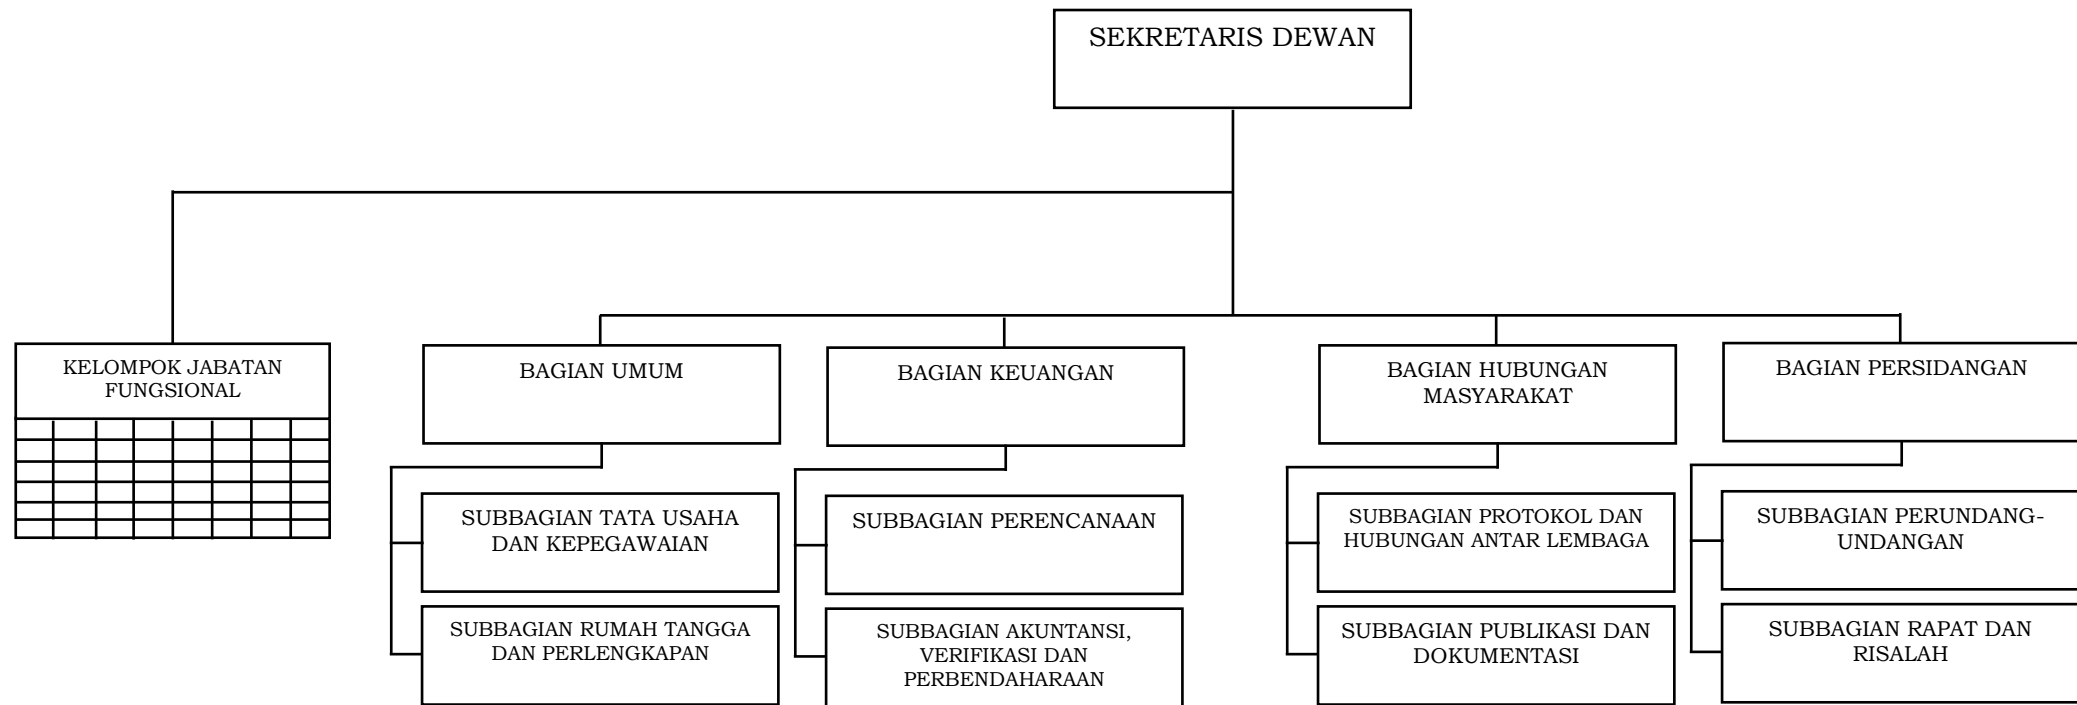 SEKRETARIS DEWAN
KELOMPOK JABATAN
FUNGSIONAL
BAGIAN UMUM
BAGIAN KEUANGAN
BAGIAN HUBUNGAN
MASYARAKAT
BAGIAN PERSIDANGAN
SUBBAGIAN TATA USAHA
DAN KEPEGAWAIAN
SUBBAGIAN PERENCANAAN
SUBBAGIAN PROTOKOL DAN
HUBUNGAN ANTAR LEMBAGA
SUBBAGIAN PERUNDANG-
UNDANGAN
SUBBAGIAN RUMAH TANGGA
DAN PERLENGKAPAN
SUBBAGIAN AKUNTANSI,
VERIFIKASI DAN
PERBENDAHARAAN
SUBBAGIAN PUBLIKASI DAN
DOKUMENTASI
SUBBAGIAN RAPAT DAN
RISALAH